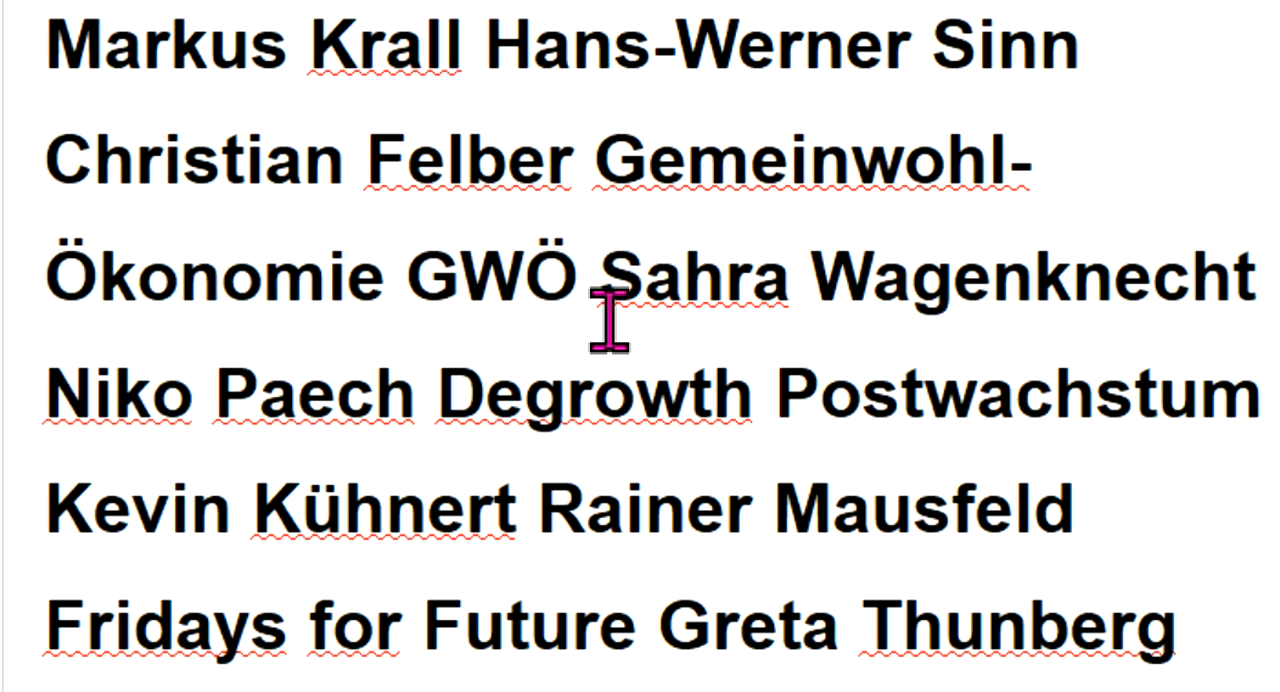 Markus Krall Hans-Werner Sinn
Christian Felber Gemeinwohl-
Ökonomie GWÖ Sahra Wagenknecht
Niko Paech Degrowth Postwachstum
Kevin Kühnert Rainer Mausfeld
Fridays for Future Greta Thunberg